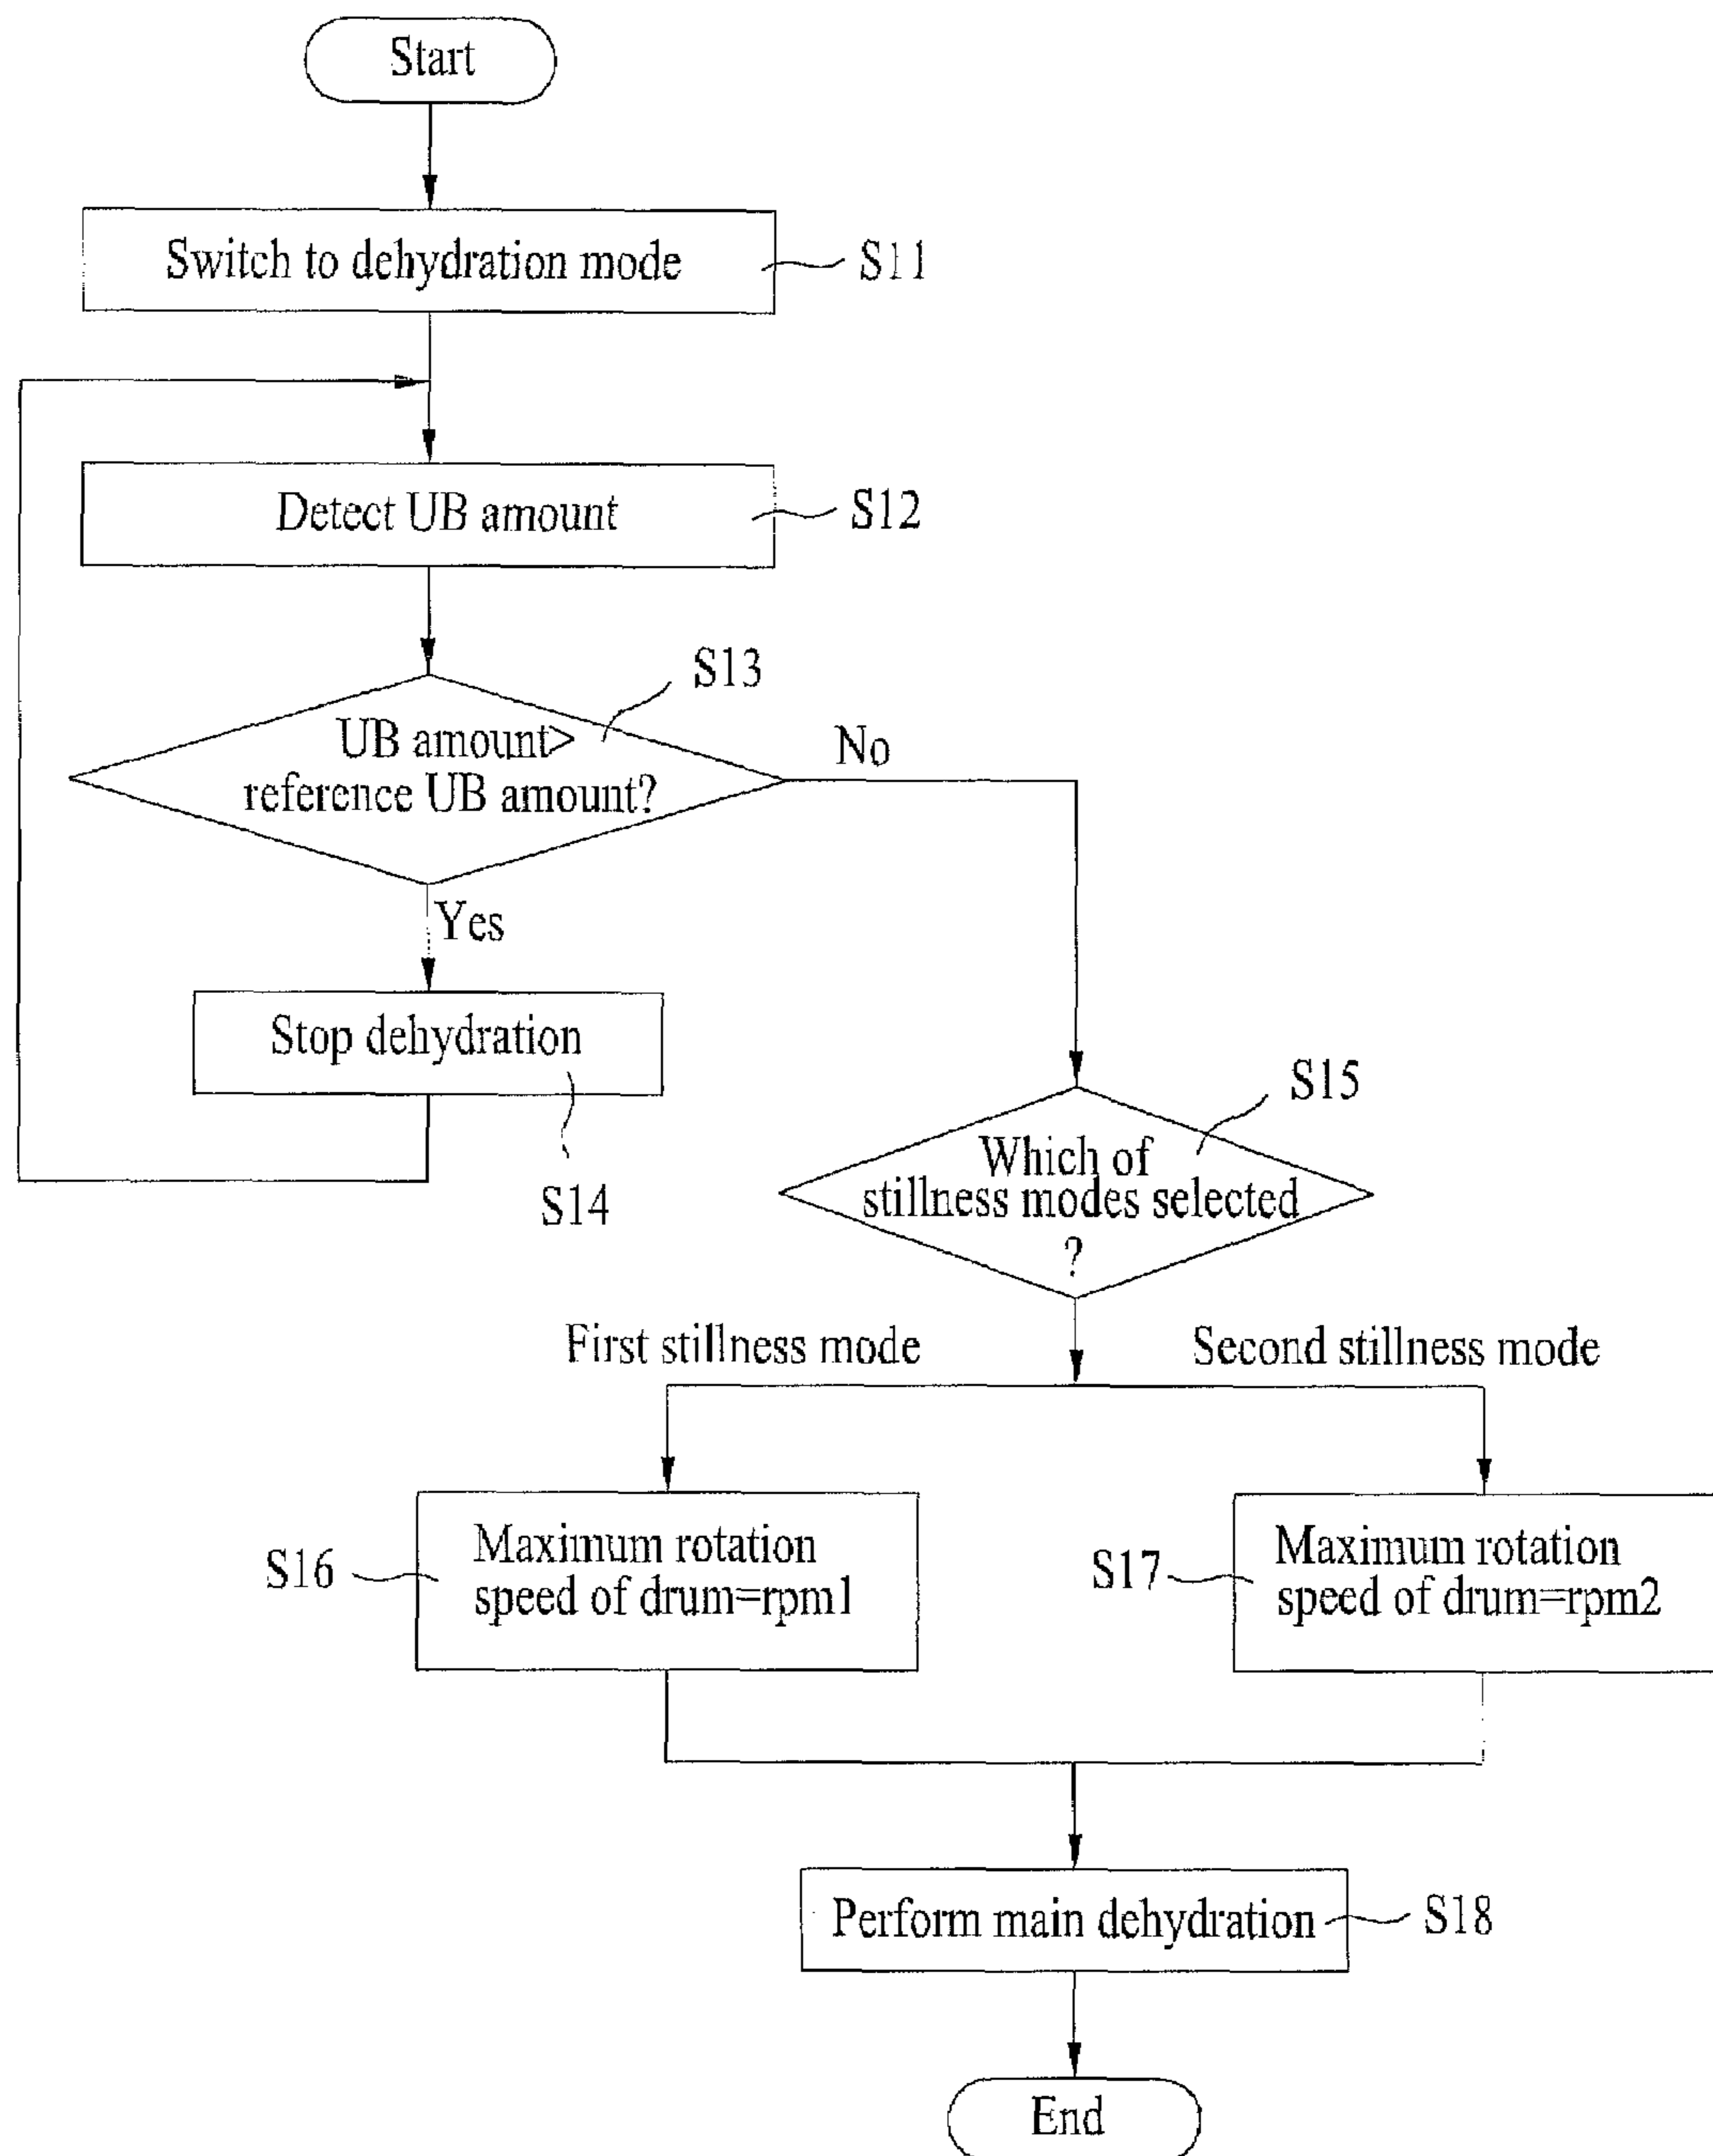 Start
Switch to dehydration mode
S11
Detect UB amount
S12
S13
UB amount>
reference UB amount?
No
Yes
Stop dehydration
S14
S15
Which of
stillness modes selected
?
First stillness mode
Second stillness mode
S16
Maximum rotation
speed of drum=rpm1
S17
Maximum rotation
speed of drum=rpm2
Perform main dehydration
S18
End